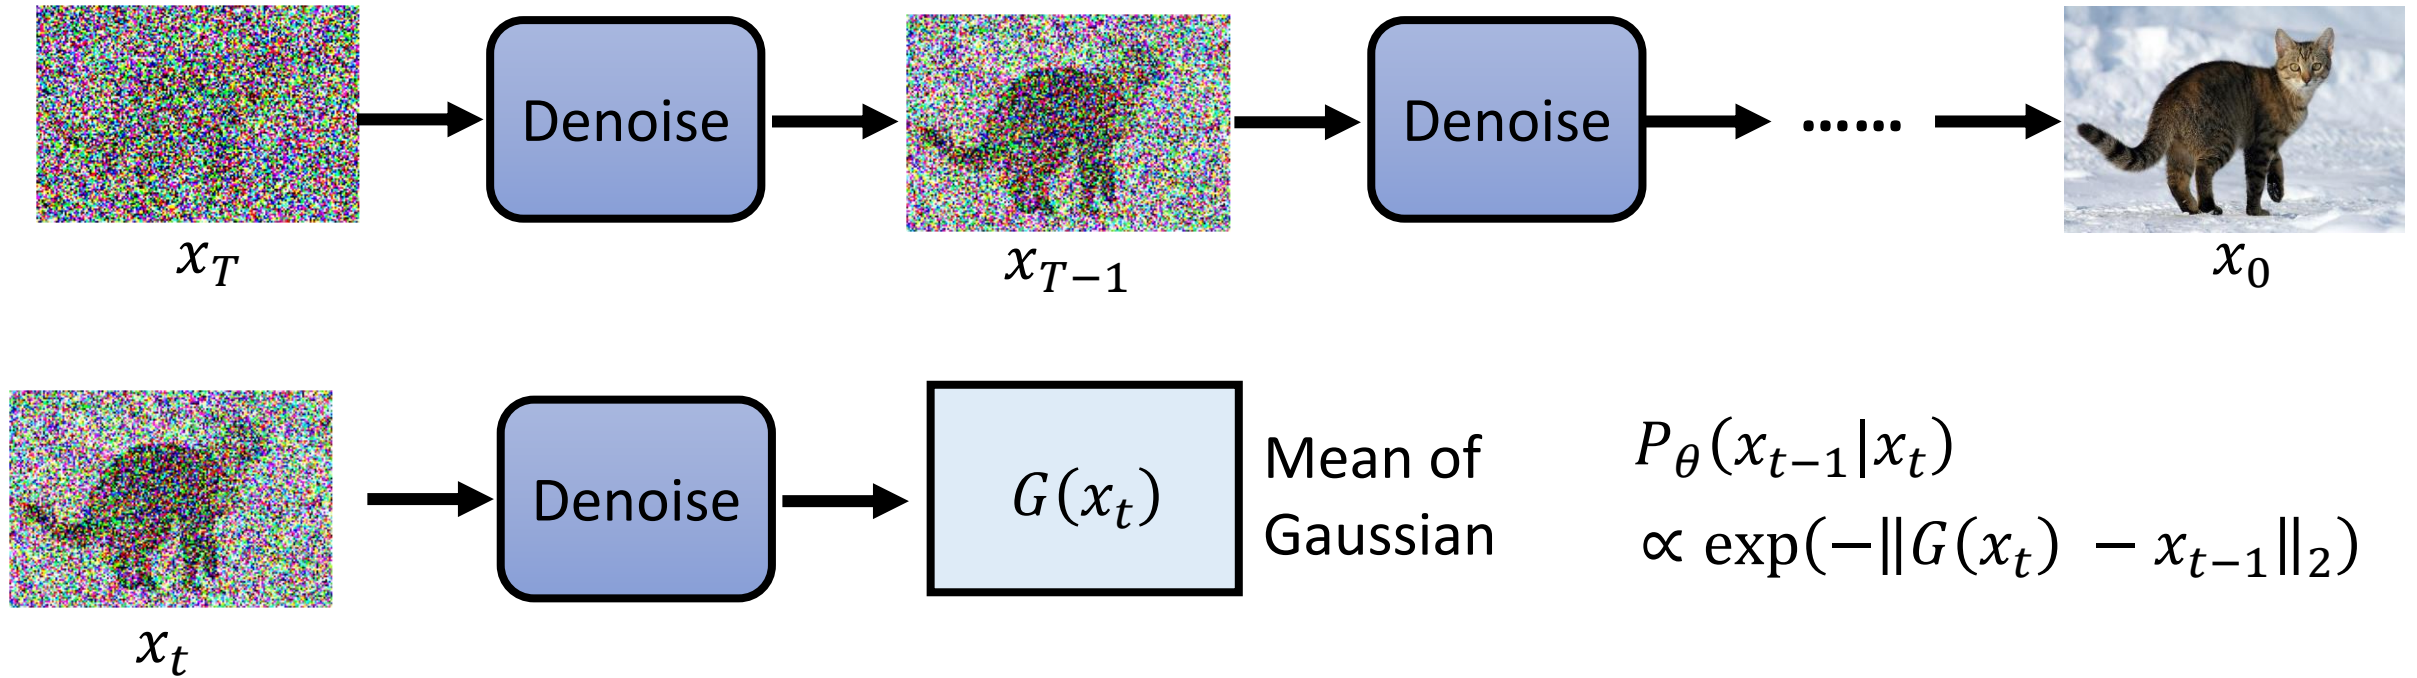 Denoise
Denoise
……
x_T
x_{T−1}
x_0
Denoise
G(x_t)
Mean of
Gaussian
P_θ(x_{t−1}|x_t)
∝ exp(−‖G(x_t) − x_{t−1}‖_2)
x_t